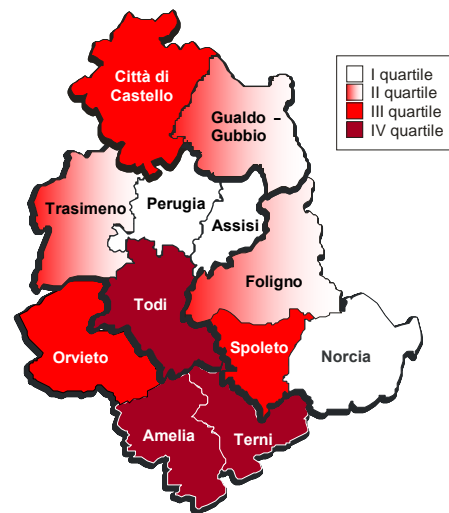 Città di
Castello
I quartile
II quartile
III quartile
IV quartile
Gualdo –
Gubbio
Trasimeno
Perugia
Assisi
Foligno
Todi
Orvieto
Spoleto
Norcia
Amelia
Terni